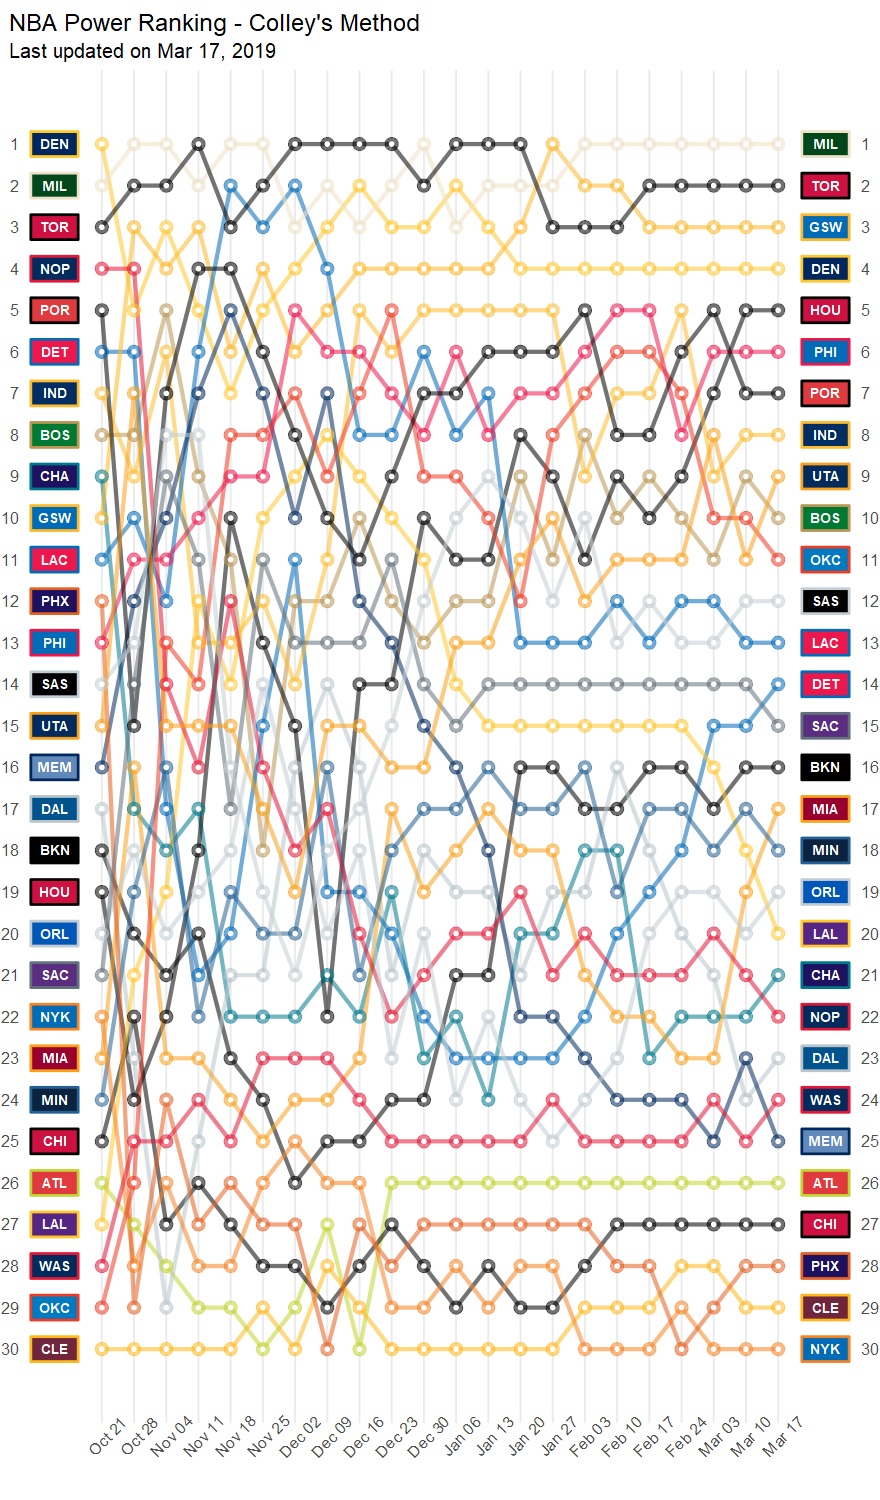 NBA Power Ranking - Colley's Method
Last updated on Mar 17, 2019
1 DEN MIL 1
2 MIL TOR 2
3 TOR GSW 3
4 NOP DEN 4
5 POR HOU 5
6 DET PHI 6
7 IND POR 7
8 BOS IND 8
9 CHA UTA 9
10 GSW BOS 10
11 LAC OKC 11
12 PHX SAS 12
13 PHI LAC 13
14 SAS DET 14
15 UTA SAC 15
16 MEM BKN 16
17 DAL MIA 17
18 BKN MIN 18
19 HOU ORL 19
20 ORL LAL 20
21 SAC CHA 21
22 NYK NOP 22
23 MIA DAL 23
24 MIN WAS 24
25 CHI MEM 25
26 ATL ATL 26
27 LAL CHI 27
28 WAS PHX 28
29 OKC CLE 29
30 CLE NYK 30
Oct 21 Oct 28 Nov 04 Nov 11 Nov 18 Nov 25 Dec 02 Dec 09 Dec 16 Dec 23 Dec 30 Jan 06 Jan 13 Jan 20 Jan 27 Feb 03 Feb 10 Feb 17 Feb 24 Mar 03 Mar 10 Mar 17